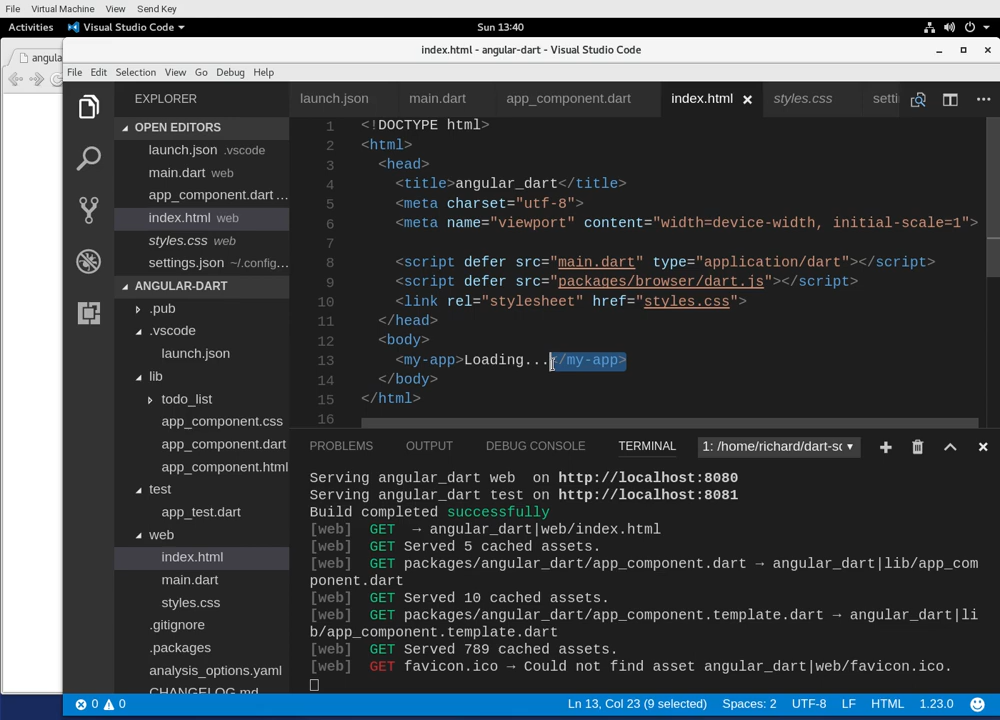 File Virtual Machine View Send Key
Activities Visual Studio Code Sun 13:40
angula
index.html - angular-dart - Visual Studio Code
File Edit Selection View Go Debug Help
EXPLORER
OPEN EDITORS
launch.json .vscode
main.dart web
app_component.dart ...
index.html web
styles.css web
settings.json ~/.config...
ANGULAR-DART
.pub
.vscode
launch.json
lib
todo_list
app_component.css
app_component.dart
app_component.html
test
app_test.dart
web
index.html
main.dart
styles.css
.gitignore
.packages
analysis_options.yaml
CHANGELOG.md
launch.json main.dart app_component.dart index.html styles.css setti
1 <!DOCTYPE html>
2 <html>
3 <head>
4 <title>angular_dart</title>
5 <meta charset="utf-8">
6 <meta name="viewport" content="width=device-width, initial-scale=1">
7
8 <script defer src="main.dart" type="application/dart"></script>
9 <script defer src="packages/browser/dart.js"></script>
10 <link rel="stylesheet" href="styles.css">
11 </head>
12 <body>
13 <my-app>Loading...</my-app>
14 </body>
15 </html>
16
PROBLEMS OUTPUT DEBUG CONSOLE TERMINAL 1: /home/richard/dart-sc
Serving angular_dart web on http://localhost:8080
Serving angular_dart test on http://localhost:8081
Build completed successfully
[web] GET → angular_dart|web/index.html
[web] GET Served 5 cached assets.
[web] GET packages/angular_dart/app_component.dart → angular_dart|lib/app_com
ponent.dart
[web] GET Served 10 cached assets.
[web] GET packages/angular_dart/app_component.template.dart → angular_dart|li
b/app_component.template.dart
[web] GET Served 789 cached assets.
[web] GET favicon.ico → Could not find asset angular_dart|web/favicon.ico.
0 0 Ln 13, Col 23 (9 selected) Spaces: 2 UTF-8 LF HTML 1.23.0